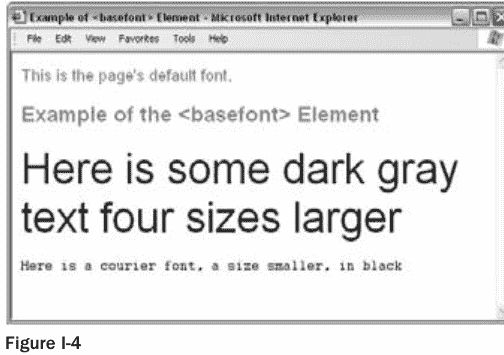 Example of <basefont> Element - Microsoft Internet Explorer
File Edit View Favorites Tools Help
This is the page's default font.
Example of the <basefont> Element
Here is some dark gray
text four sizes larger
Here is a courier font, a size smaller, in black
Figure I-4